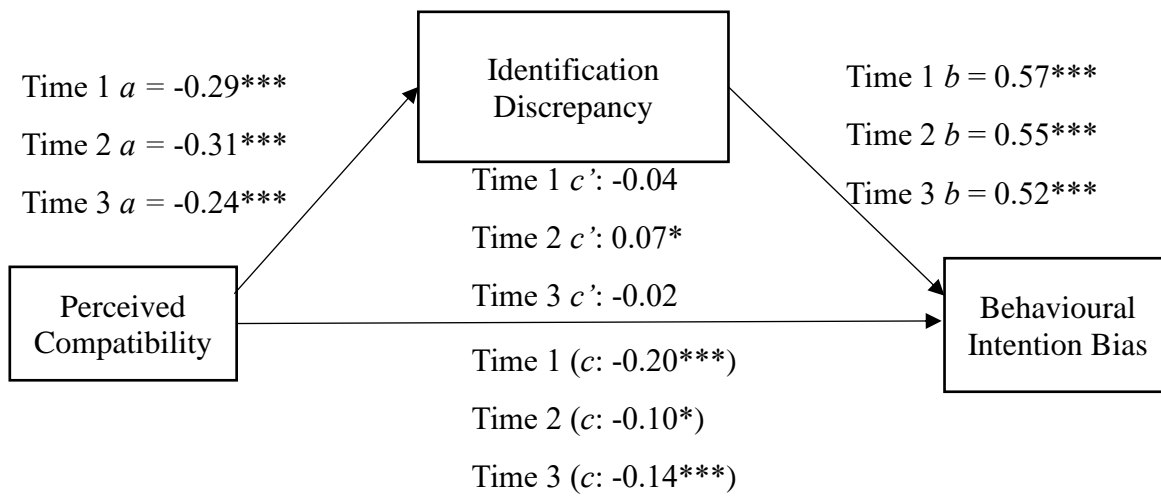 Time 1 a = -0.29***
Time 2 a = -0.31***
Time 3 a = -0.24***
Identification
Discrepancy
Time 1 b = 0.57***
Time 2 b = 0.55***
Time 3 b = 0.52***
Time 1 c’: -0.04
Time 2 c’: 0.07*
Time 3 c’: -0.02
Perceived
Compatibility
Behavioural
Intention Bias
Time 1 (c: -0.20***)
Time 2 (c: -0.10*)
Time 3 (c: -0.14***)